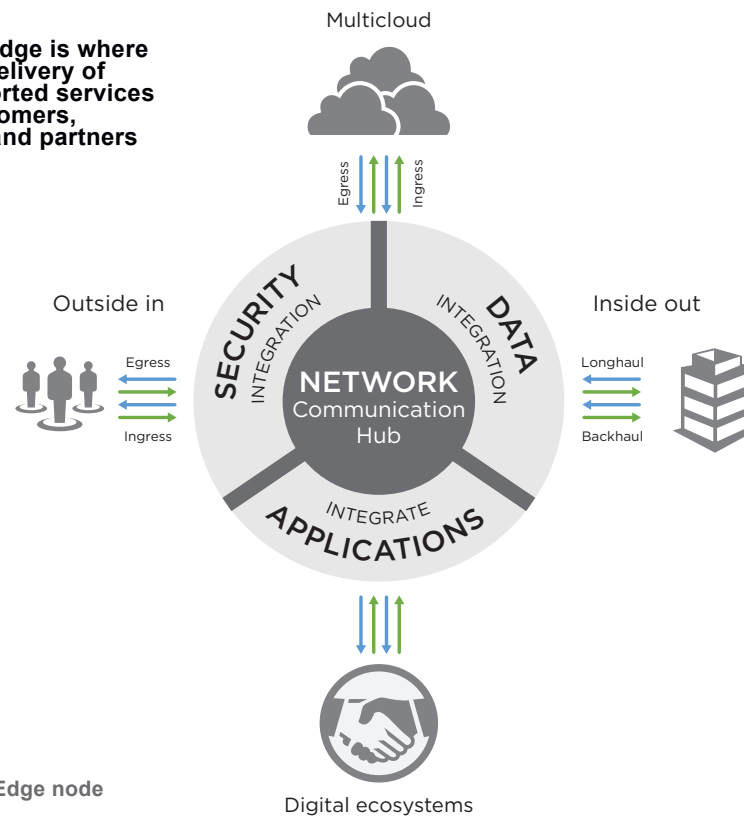 Multicloud
dge is where
elivery of
orted services
omers,
and partners
Egress
Ingress
Outside in
Inside out
SECURITY
INTEGRATION
DATA
INTEGRATION
Egress
Ingress
Longhaul
Backhaul
NETWORK
Communication
Hub
INTEGRATE
APPLICATIONS
Edge node
Digital ecosystems